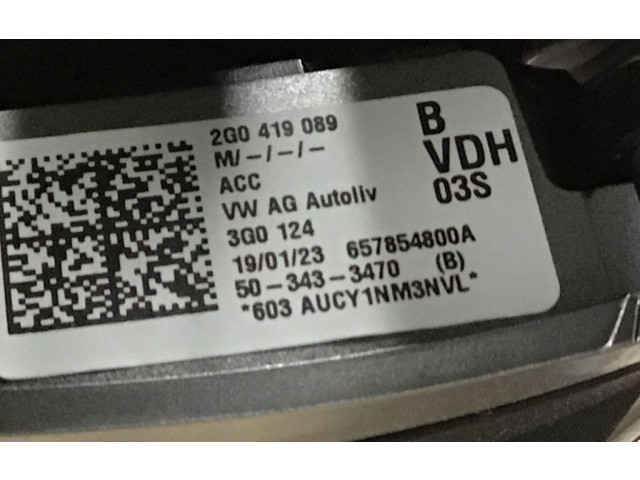 2G0 419 089
B
M/-/-/-
VDH
ACC
03S
VW AG Autoliv
3G0 124
19/01/23 657854800A
50-343-3470 (B)
*603 AUCY1NM3NVL*